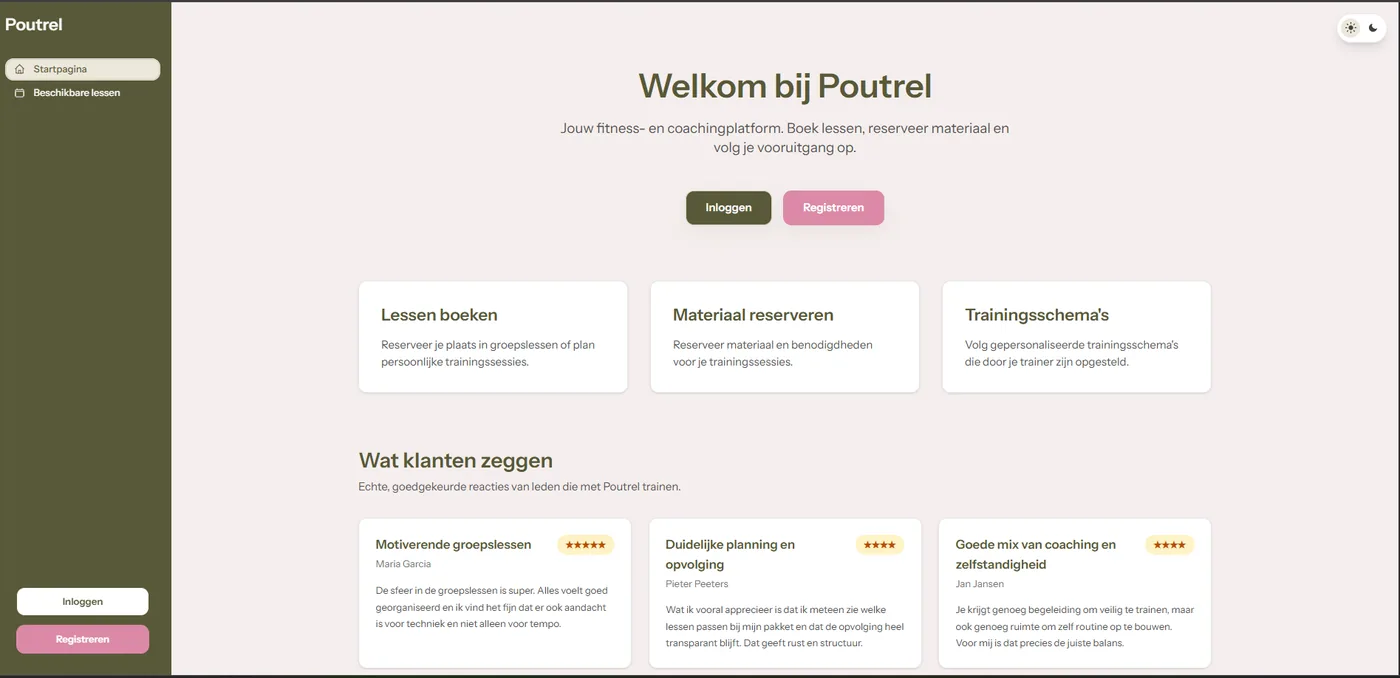 Poutrel
Startpagina
Beschikbare lessen
Inloggen
Registreren
Welkom bij Poutrel
Jouw fitness- en coachingplatform. Boek lessen, reserveer materiaal en
volg je vooruitgang op.
Inloggen
Registreren
Lessen boeken
Reserveer je plaats in groepslessen of plan
persoonlijke trainingssessies.
Materiaal reserveren
Reserveer materiaal en benodigdheden
voor je trainingssessies.
Trainingsschema's
Volg gepersonaliseerde trainingsschema's
die door je trainer zijn opgesteld.
Wat klanten zeggen
Echte, goedgekeurde reacties van leden die met Poutrel trainen.
Motiverende groepslessen
★★★★★
Maria Garcia
De sfeer in de groepslessen is super. Alles voelt goed
georganiseerd en ik vind het fijn dat er ook aandacht
is voor techniek en niet alleen voor tempo.
Duidelijke planning en
opvolging
★★★★
Pieter Peeters
Wat ik vooral apprecieer is dat ik meteen zie welke
lessen passen bij mijn pakket en dat de opvolging heel
transparant blijft. Dat geeft rust en structuur.
Goede mix van coaching en
zelfstandigheid
★★★★
Jan Jansen
Je krijgt genoeg begeleiding om veilig te trainen, maar
ook genoeg ruimte om zelf routine op te bouwen.
Voor mij is dat precies de juiste balans.